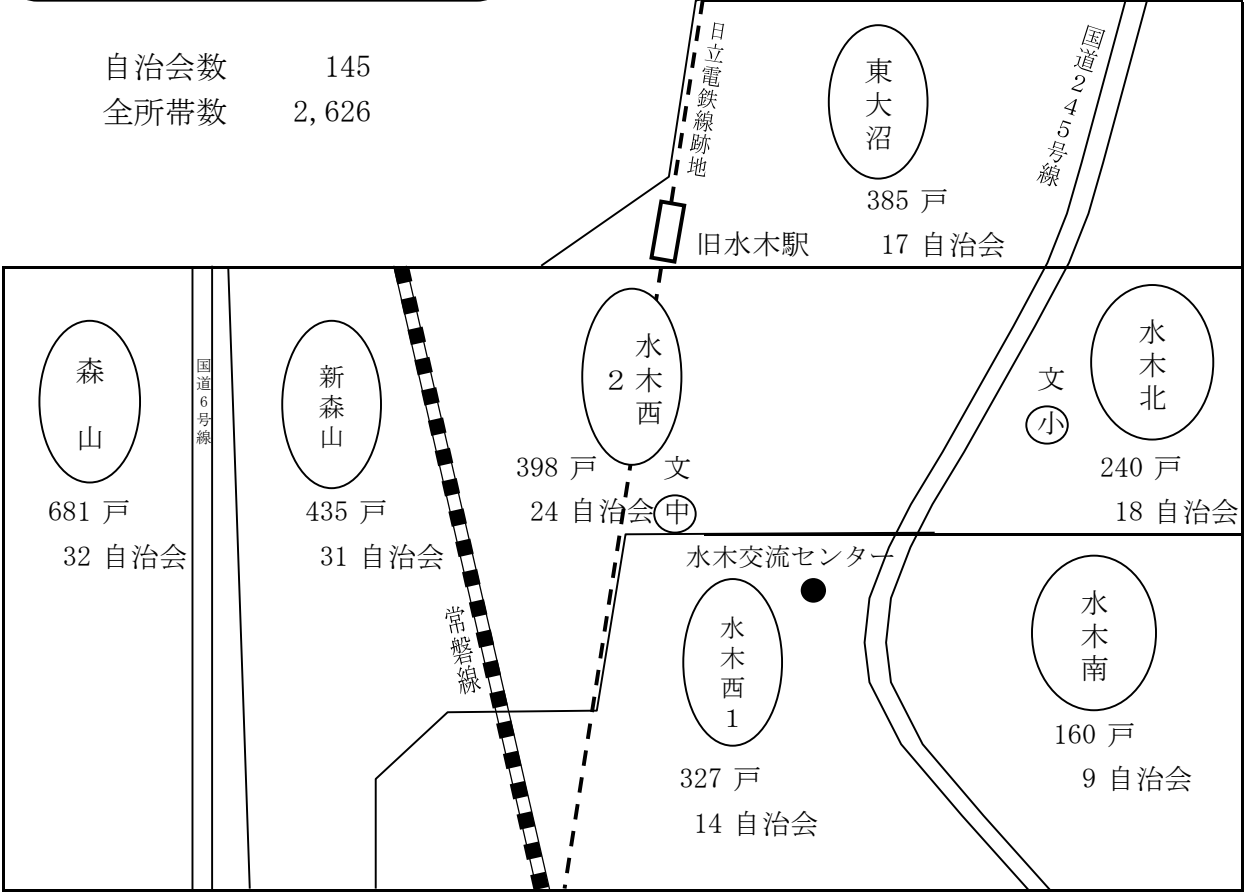 自治会数 145
全所帯数 2,626
日立電鉄線跡地
東大沼
385 戸
17 自治会
国道245号線
旧水木駅
森山
681 戸
32 自治会
国道6号線
新森山
435 戸
31 自治会
常磐線
水木西2
398 戸
24 自治会
文
中
文
小
水木北
240 戸
18 自治会
水木交流センター
水木西1
327 戸
14 自治会
水木南
160 戸
9 自治会